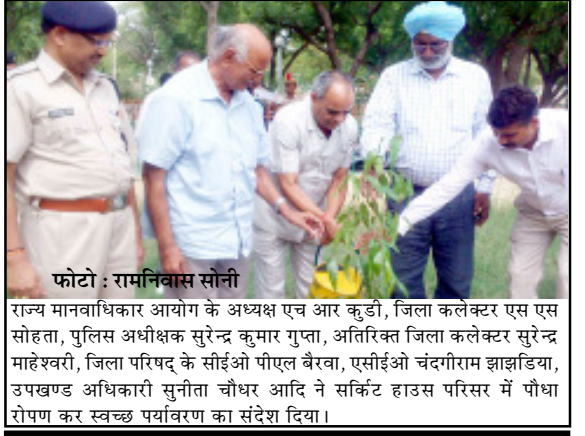 फोटो : रामनिवास सोनी
राज्य मानवाधिकार आयोग के अध्यक्ष एच आर कुडी, जिला कलेक्टर एस एस
सोहता, पुलिस अधीक्षक सुरेन्द्र कुमार गुप्ता, अतिरिक्त जिला कलेक्टर सुरेन्द्र
माहेश्वरी, जिला परिषद् के सीईओ पीएल बैरवा, एसीईओ चंदगीराम झाझडिया,
उपखण्ड अधिकारी सुनीता चौधर आदि ने सर्किट हाउस परिसर में पौधा
रोपण कर स्वच्छ पर्यावरण का संदेश दिया।